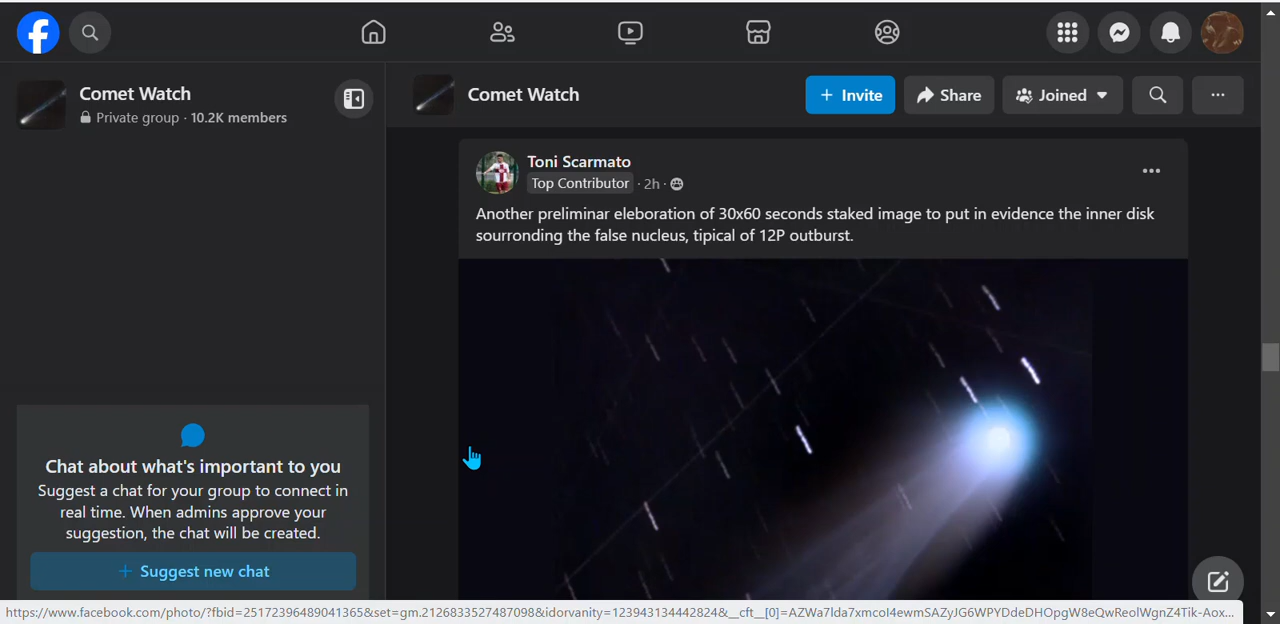 Comet Watch
Private group · 10.2K members
Comet Watch
+ Invite
Share
Joined
Toni Scarmato
Top Contributor · 2h ·
Another preliminar eleboration of 30x60 seconds staked image to put in evidence the inner disk
sourronding the false nucleus, tipical of 12P outburst.
Chat about what's important to you
Suggest a chat for your group to connect in
real time. When admins approve your
suggestion, the chat will be created.
+ Suggest new chat
https://www.facebook.com/photo/?fbid=25172396489041365&set=gm.2126833527487098&idorvanity=123943134442824&__cft__[0]=AZWa7lda7xmcoI4ewmSAZyJG6WPYDdeDHOpgW8eQwReolWgnZ4Tik-Aox...